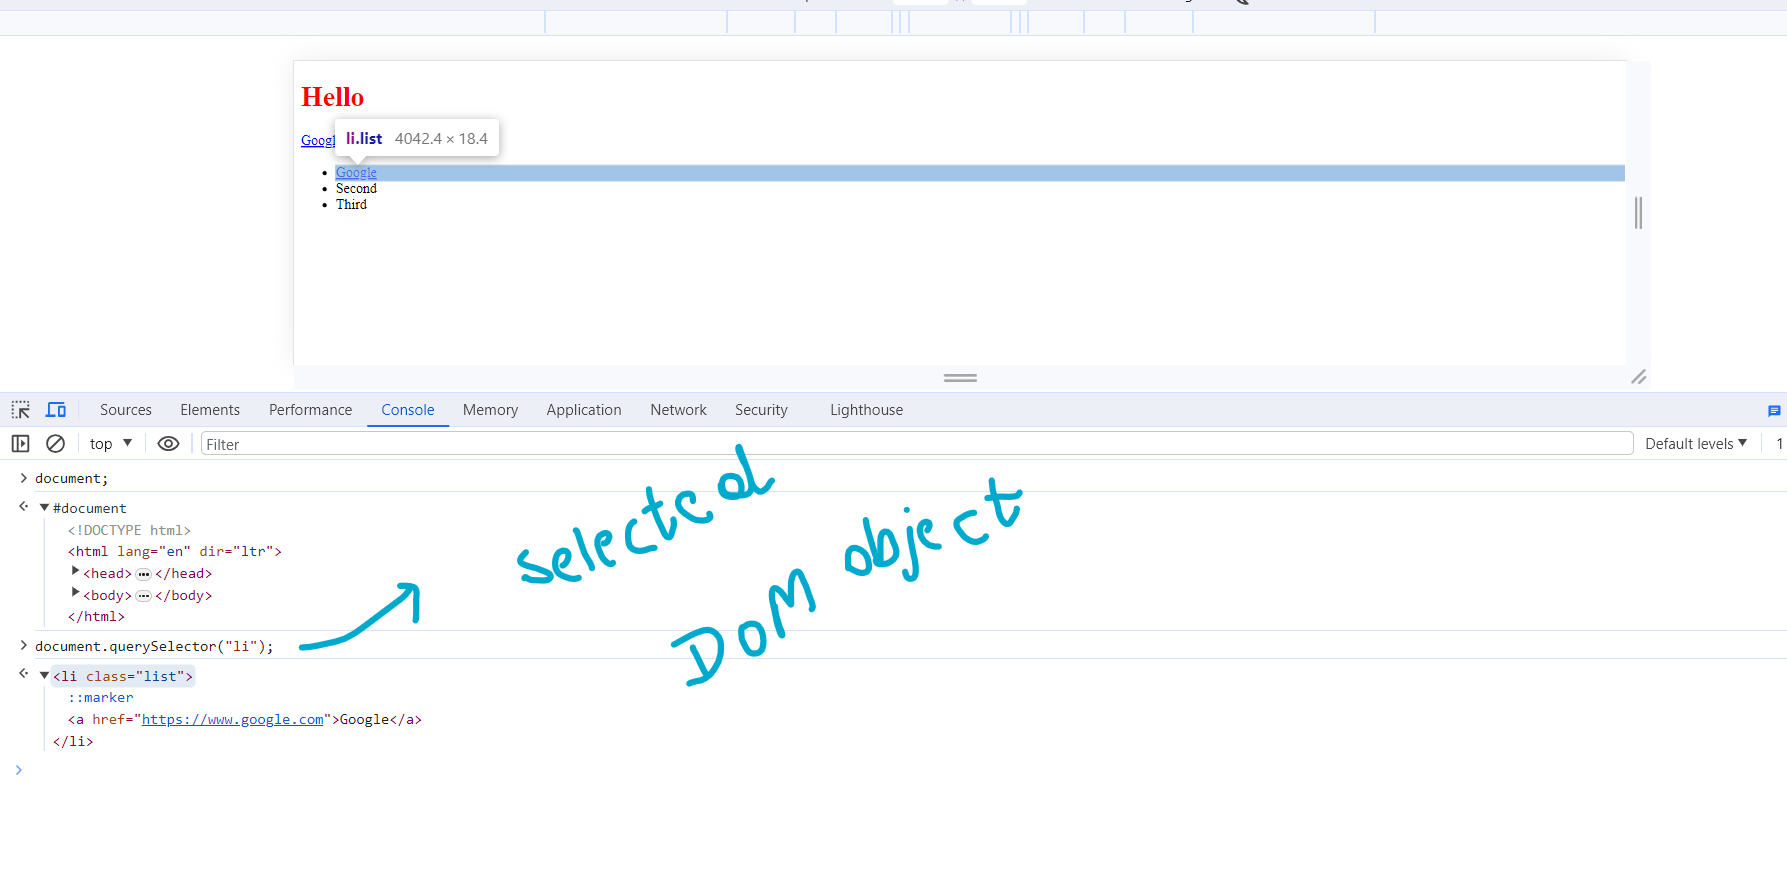 Hello
Googl
li.list 4042.4 × 18.4
Google
Second
Third
Sources Elements Performance Console Memory Application Network Security Lighthouse
top Filter Default levels 1
document;
#document
<!DOCTYPE html>
<html lang="en" dir="ltr">
<head>…</head>
<body>…</body>
</html>
document.querySelector("li");
selected
DOM object
<li class="list">
::marker
<a href="https://www.google.com">Google</a>
</li>